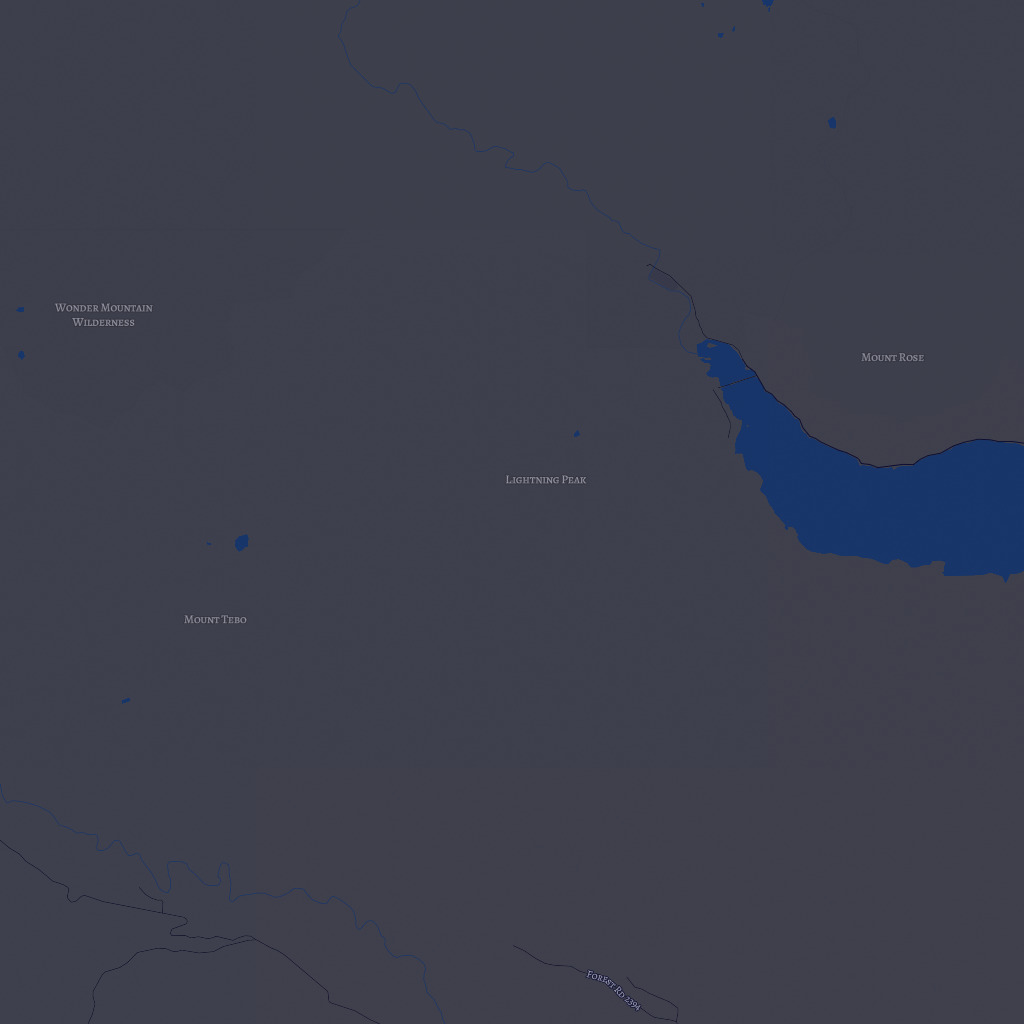 Wonder Mountain
Wilderness
Mount Rose
Lightning Peak
Mount Tebo
Forest Rd 2394